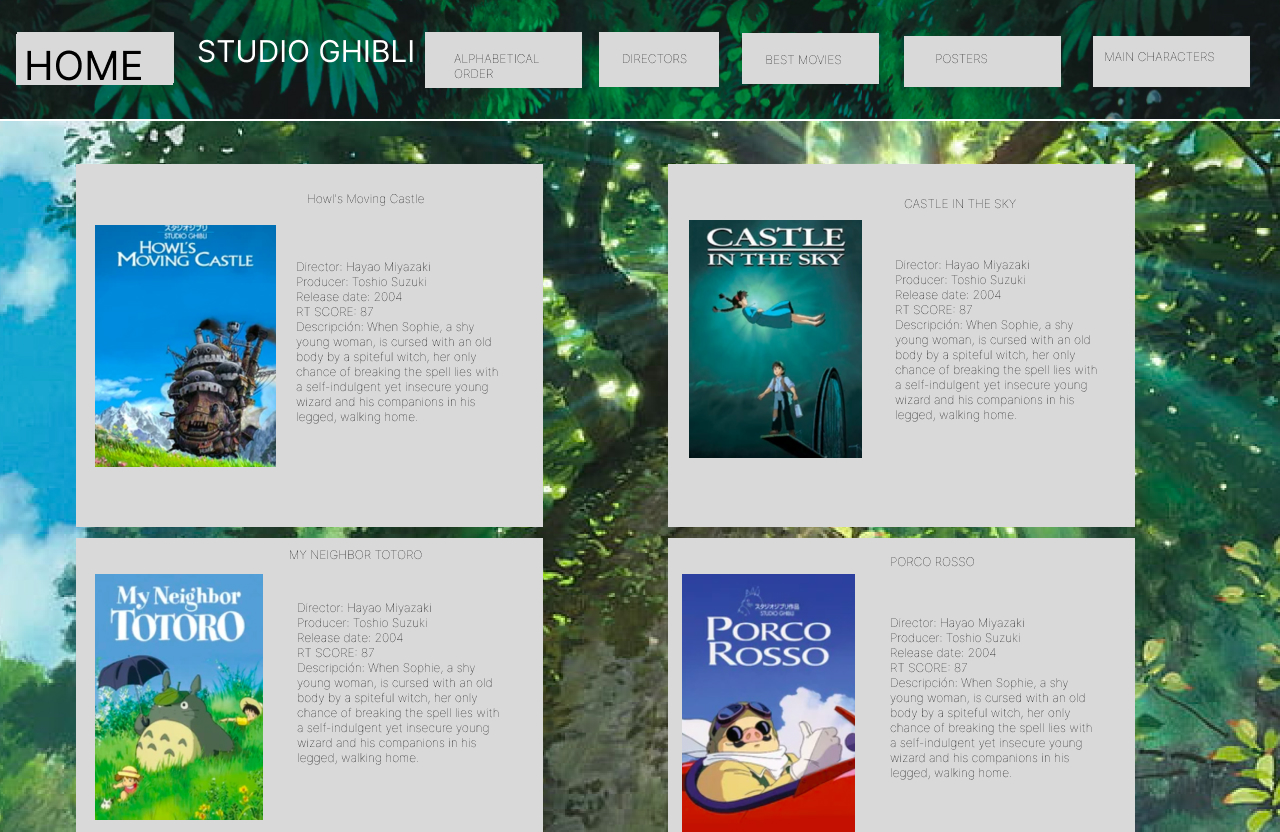 HOME
STUDIO GHIBLI
ALPHABETICAL
ORDER
DIRECTORS
BEST MOVIES
POSTERS
MAIN CHARACTERS
Howl's Moving Castle
スタジオジブリ
STUDIO GHIBLI
HOWL'S
MOVING CASTLE
Director: Hayao Miyazaki
Producer: Toshio Suzuki
Release date: 2004
RT SCORE: 87
Descripción: When Sophie, a shy
young woman, is cursed with an old
body by a spiteful witch, her only
chance of breaking the spell lies with
a self-indulgent yet insecure young
wizard and his companions in his
legged, walking home.
CASTLE IN THE SKY
CASTLE
IN THE SKY
Director: Hayao Miyazaki
Producer: Toshio Suzuki
Release date: 2004
RT SCORE: 87
Descripción: When Sophie, a shy
young woman, is cursed with an old
body by a spiteful witch, her only
chance of breaking the spell lies with
a self-indulgent yet insecure young
wizard and his companions in his
legged, walking home.
MY NEIGHBOR TOTORO
My Neighbor
TOTORO
Director: Hayao Miyazaki
Producer: Toshio Suzuki
Release date: 2004
RT SCORE: 87
Descripción: When Sophie, a shy
young woman, is cursed with an old
body by a spiteful witch, her only
chance of breaking the spell lies with
a self-indulgent yet insecure young
wizard and his companions in his
legged, walking home.
PORCO ROSSO
スタジオジブリ作品
STUDIO GHIBLI
PORCO
ROSSO
Director: Hayao Miyazaki
Producer: Toshio Suzuki
Release date: 2004
RT SCORE: 87
Descripción: When Sophie, a shy
young woman, is cursed with an old
body by a spiteful witch, her only
chance of breaking the spell lies with
a self-indulgent yet insecure young
wizard and his companions in his
legged, walking home.